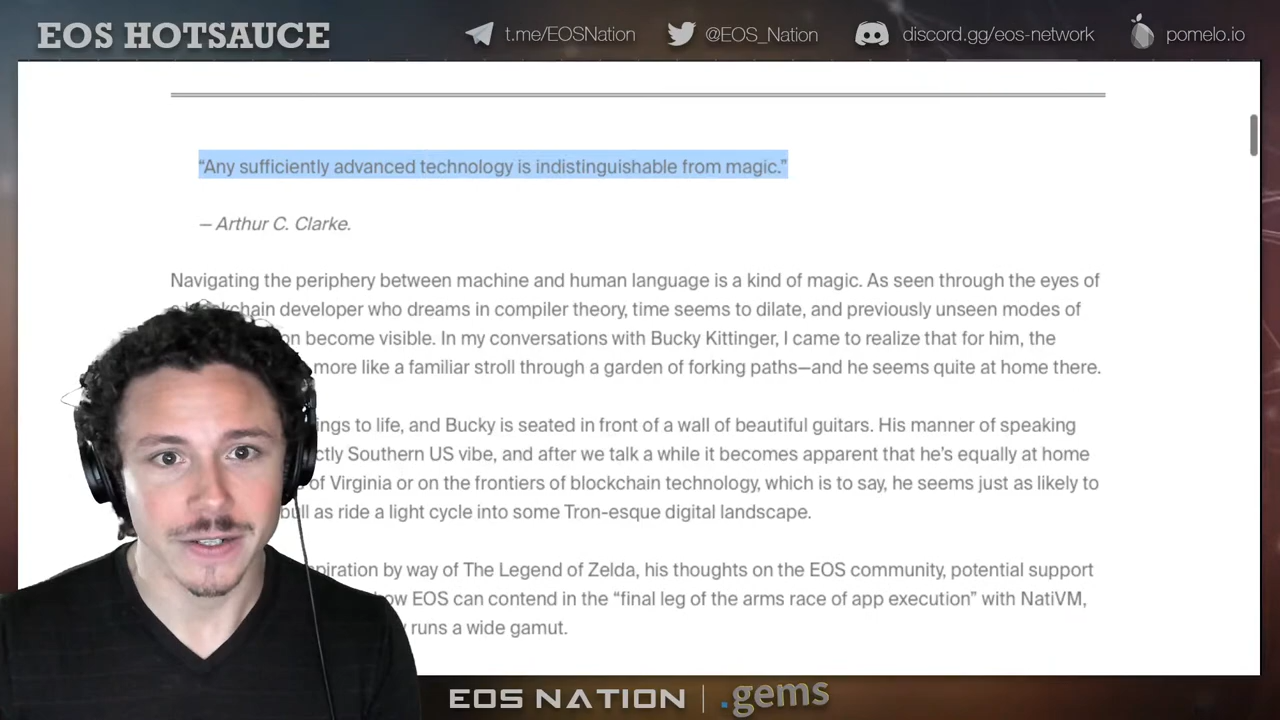 EOS HOTSAUCE
t.me/EOSNation
@EOS_Nation
discord.gg/eos-network
pomelo.io
“Any sufficiently advanced technology is indistinguishable from magic.”
– Arthur C. Clarke.
Navigating the periphery between machine and human language is a kind of magic. As seen through the eyes of
developer who dreams in compiler theory, time seems to dilate, and previously unseen modes of
become visible. In my conversations with Bucky Kittinger, I came to realize that for him, the
more like a familiar stroll through a garden of forking paths—and he seems quite at home there.
to life, and Bucky is seated in front of a wall of beautiful guitars. His manner of speaking
Southern US vibe, and after we talk a while it becomes apparent that he’s equally at home
of Virginia or on the frontiers of blockchain technology, which is to say, he seems just as likely to
as ride a light cycle into some Tron-esque digital landscape.
by way of The Legend of Zelda, his thoughts on the EOS community, potential support
EOS can contend in the “final leg of the arms race of app execution” with NatiVM,
runs a wide gamut.
EOS NATION | .gems